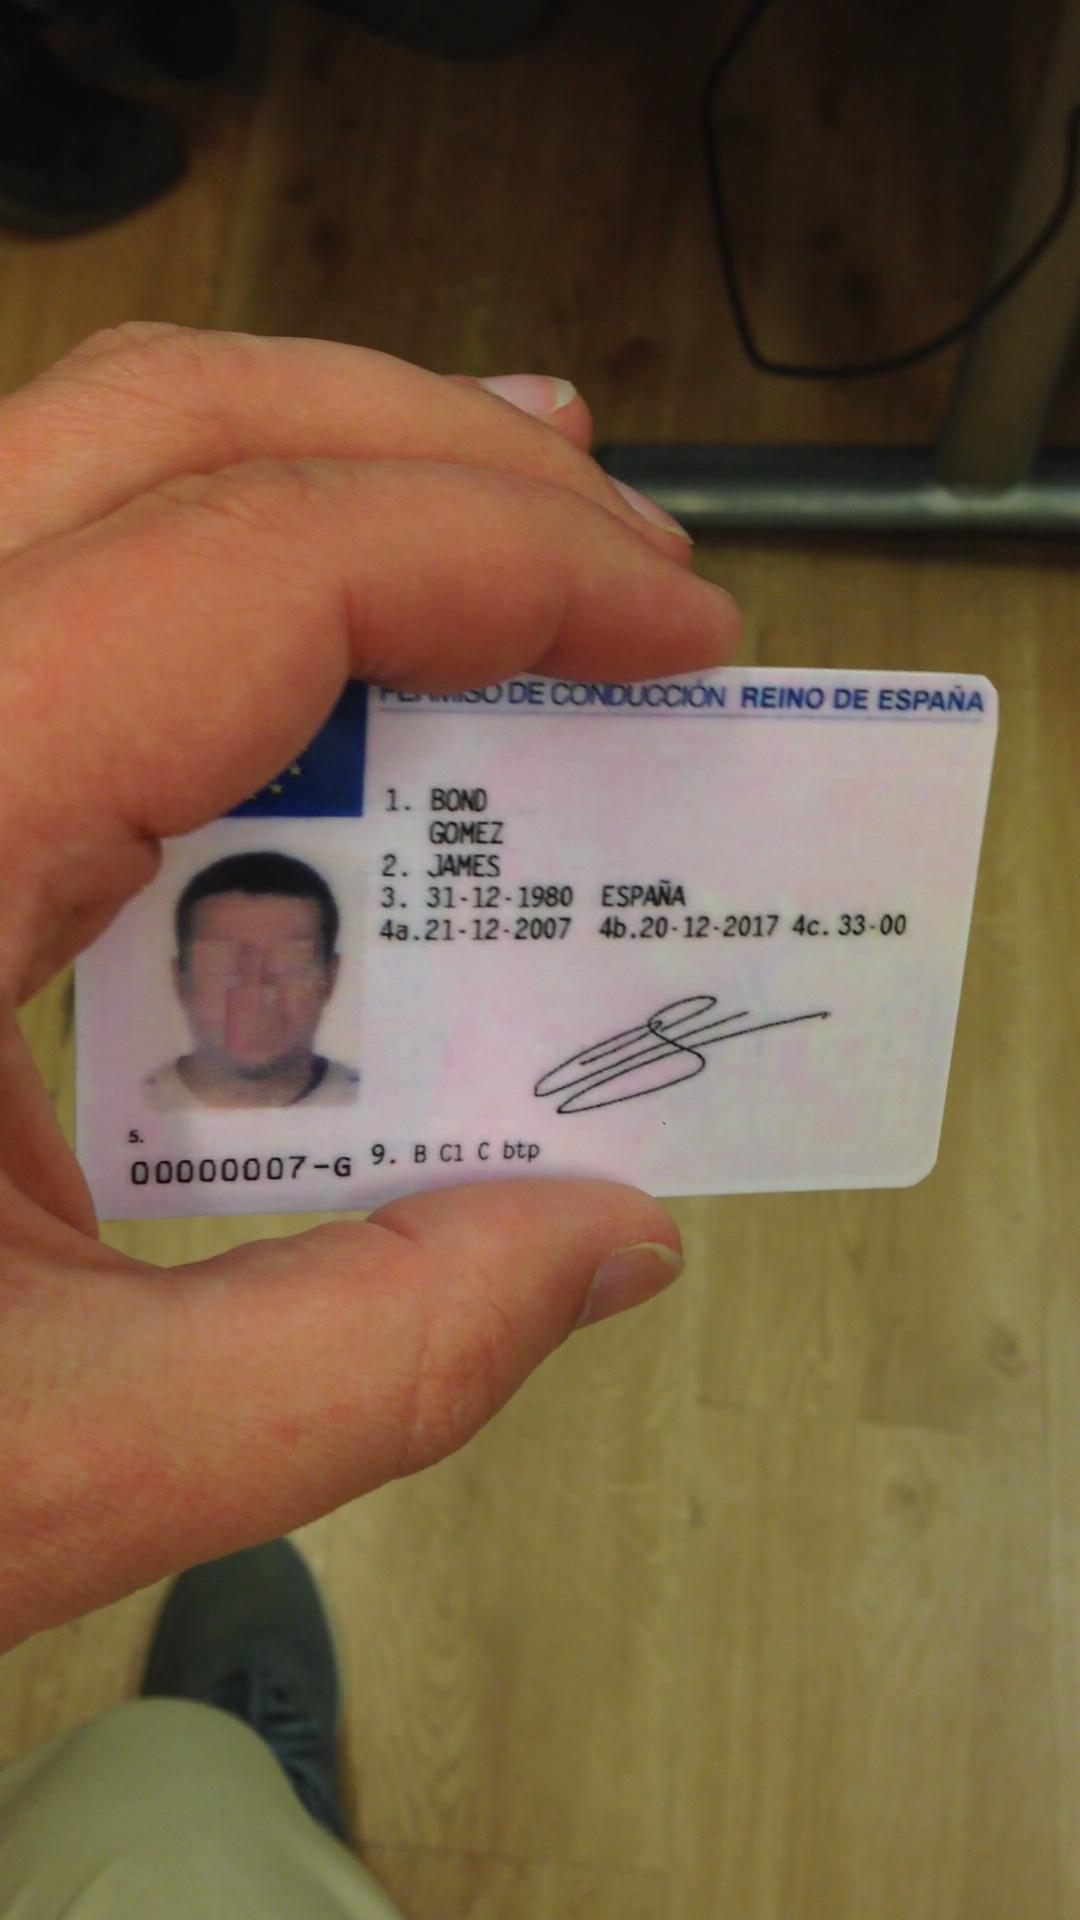 PERMISO DE CONDUCCIÓN REINO DE ESPAÑA
1. BOND
GOMEZ
2. JAMES
3. 31-12-1980 ESPAÑA
4a.21-12-2007 4b.20-12-2017 4c. 33-00
5.
00000007-G 9. B C1 C btp